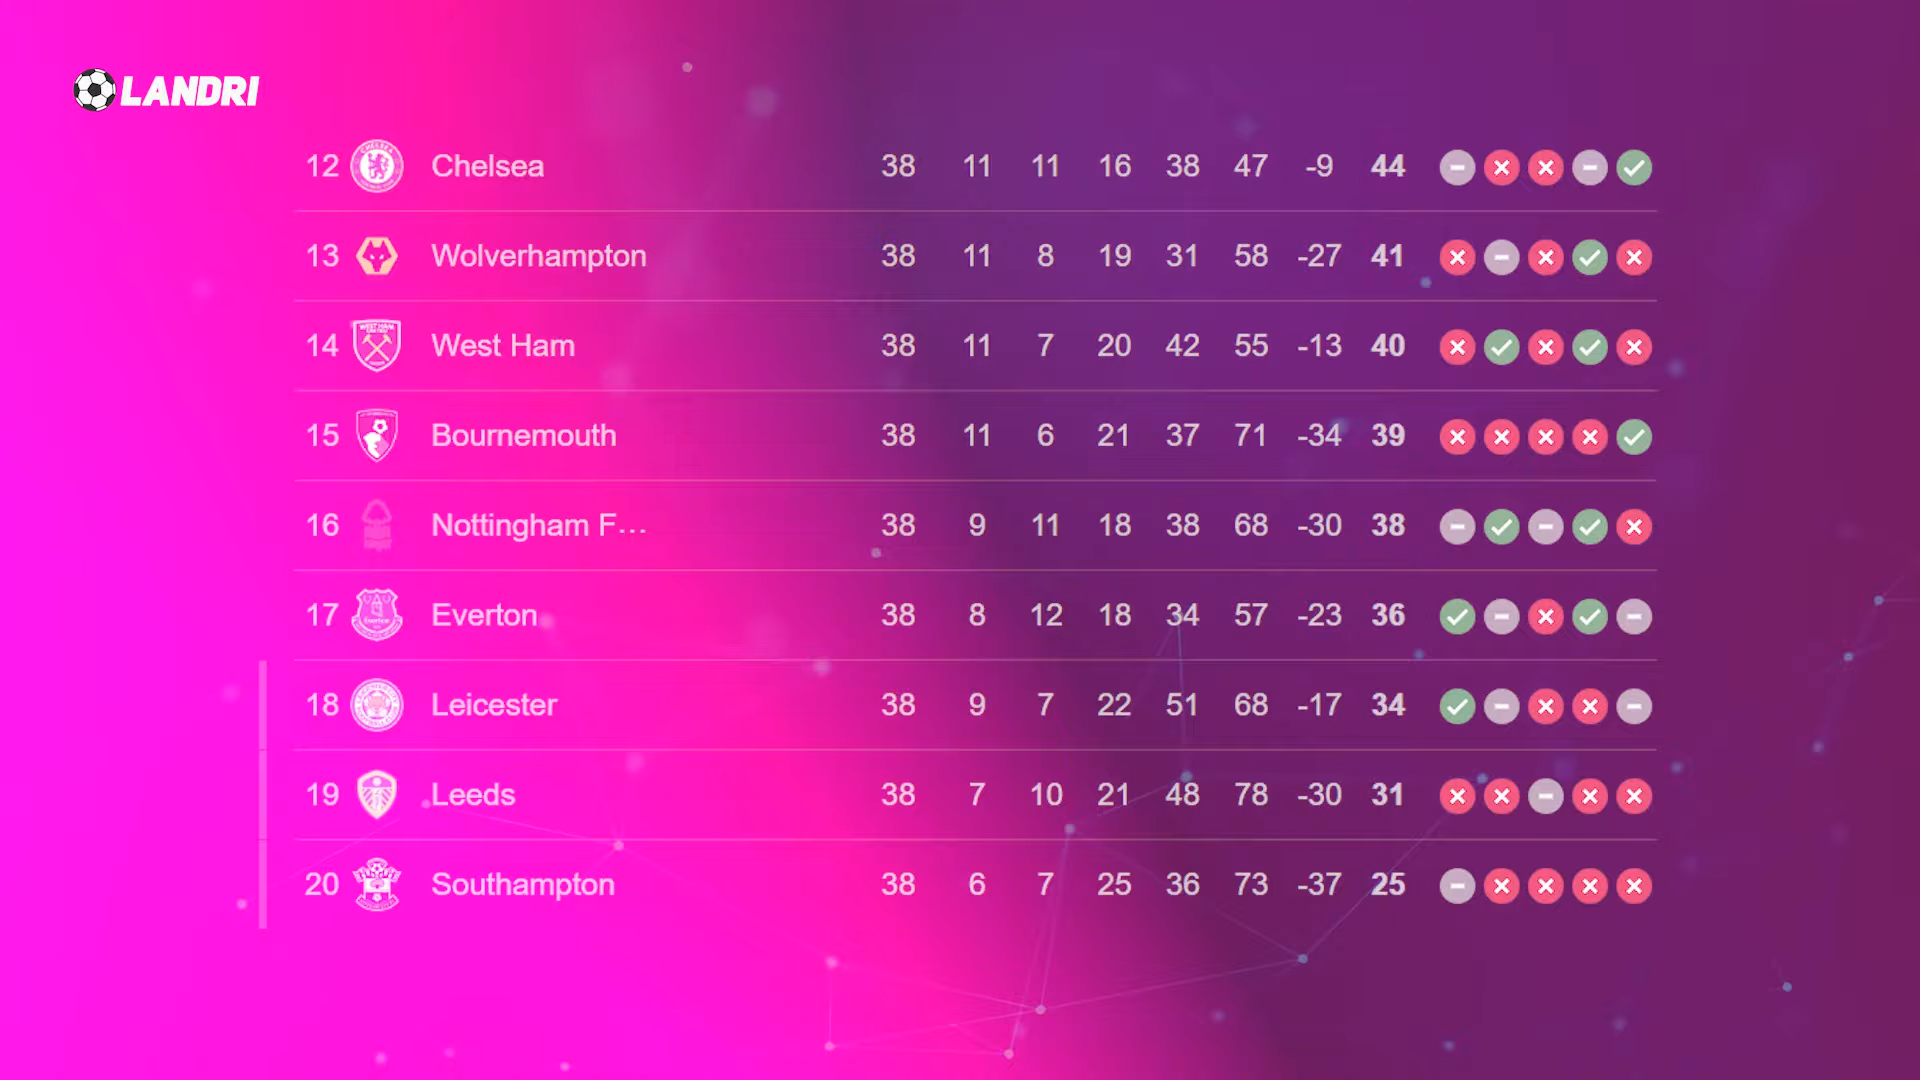 LANDRI
12 Chelsea 38 11 11 16 38 47 -9 44
13 Wolverhampton 38 11 8 19 31 58 -27 41
14 West Ham 38 11 7 20 42 55 -13 40
15 Bournemouth 38 11 6 21 37 71 -34 39
16 Nottingham F... 38 9 11 18 38 68 -30 38
17 Everton 38 8 12 18 34 57 -23 36
18 Leicester 38 9 7 22 51 68 -17 34
19 Leeds 38 7 10 21 48 78 -30 31
20 Southampton 38 6 7 25 36 73 -37 25